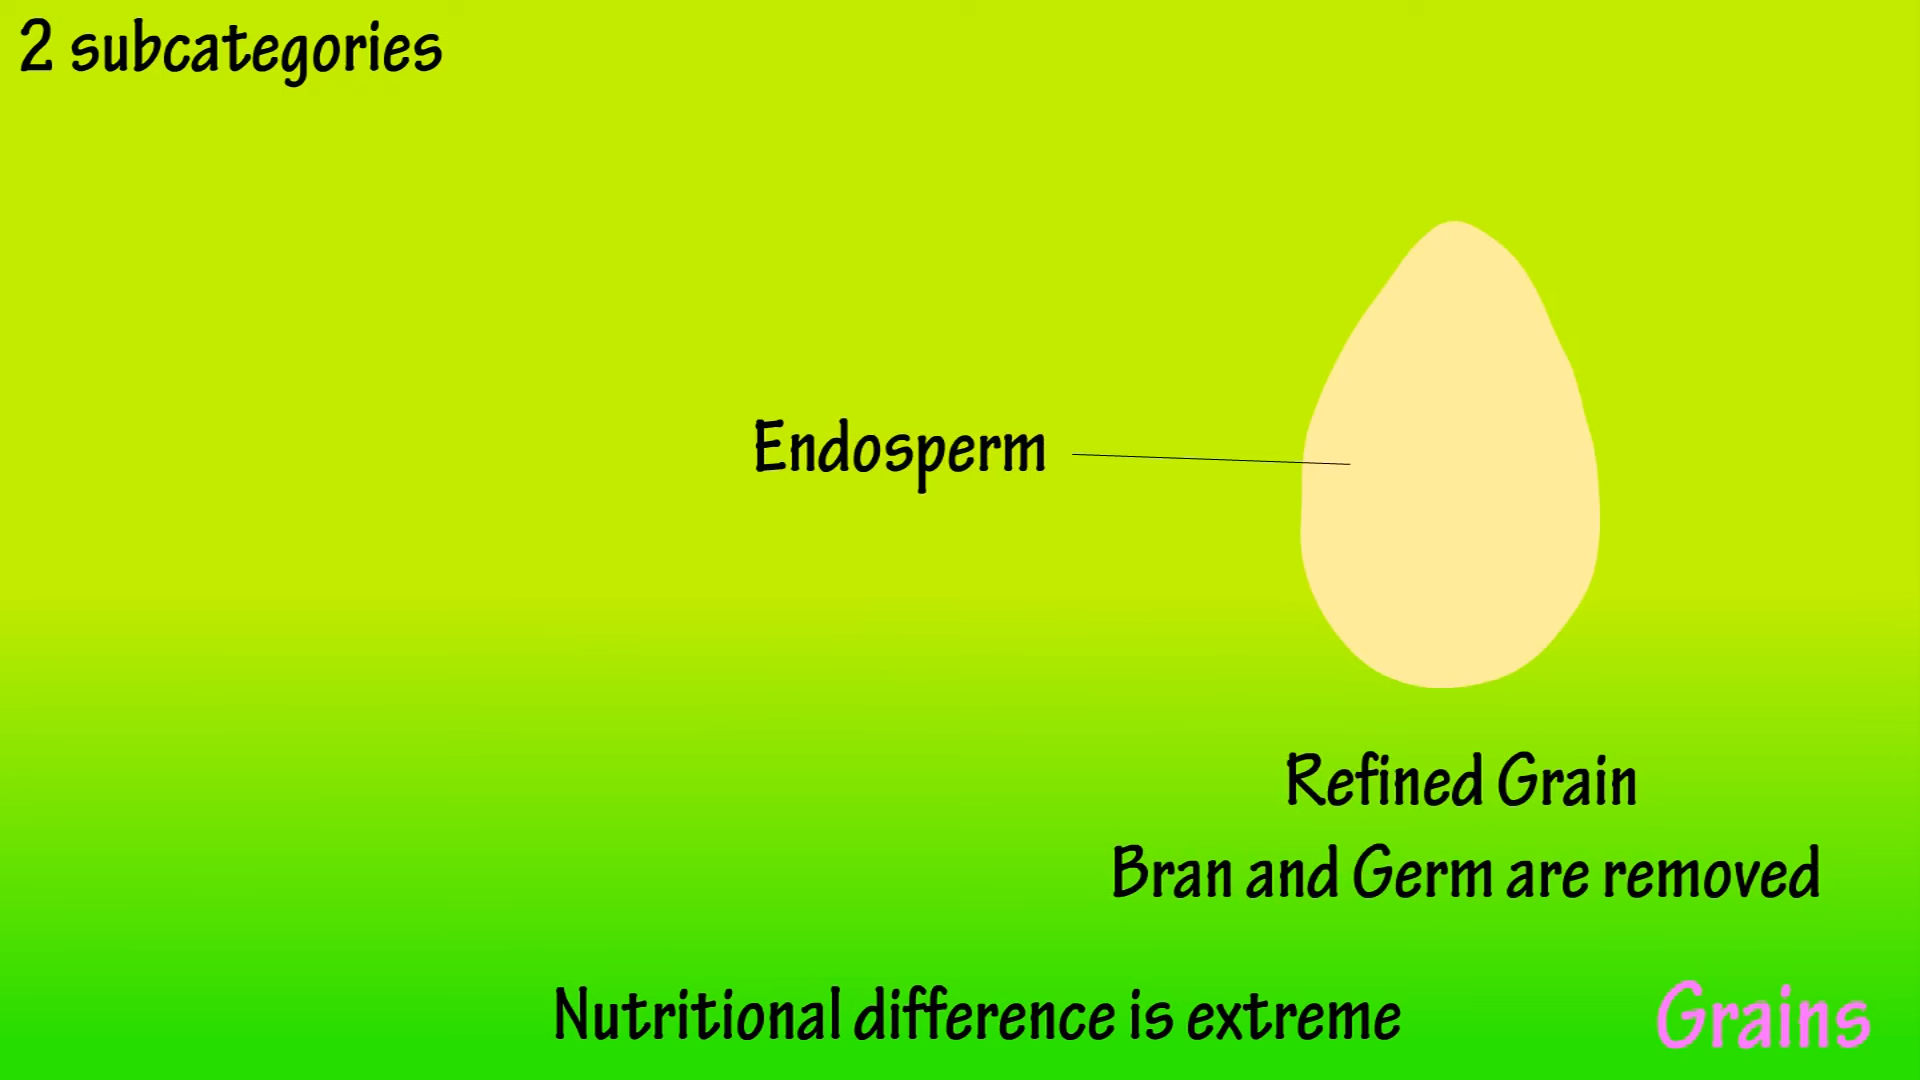 2 subcategories
Endosperm
Refined Grain
Bran and Germ are removed
Nutritional difference is extreme
Grains